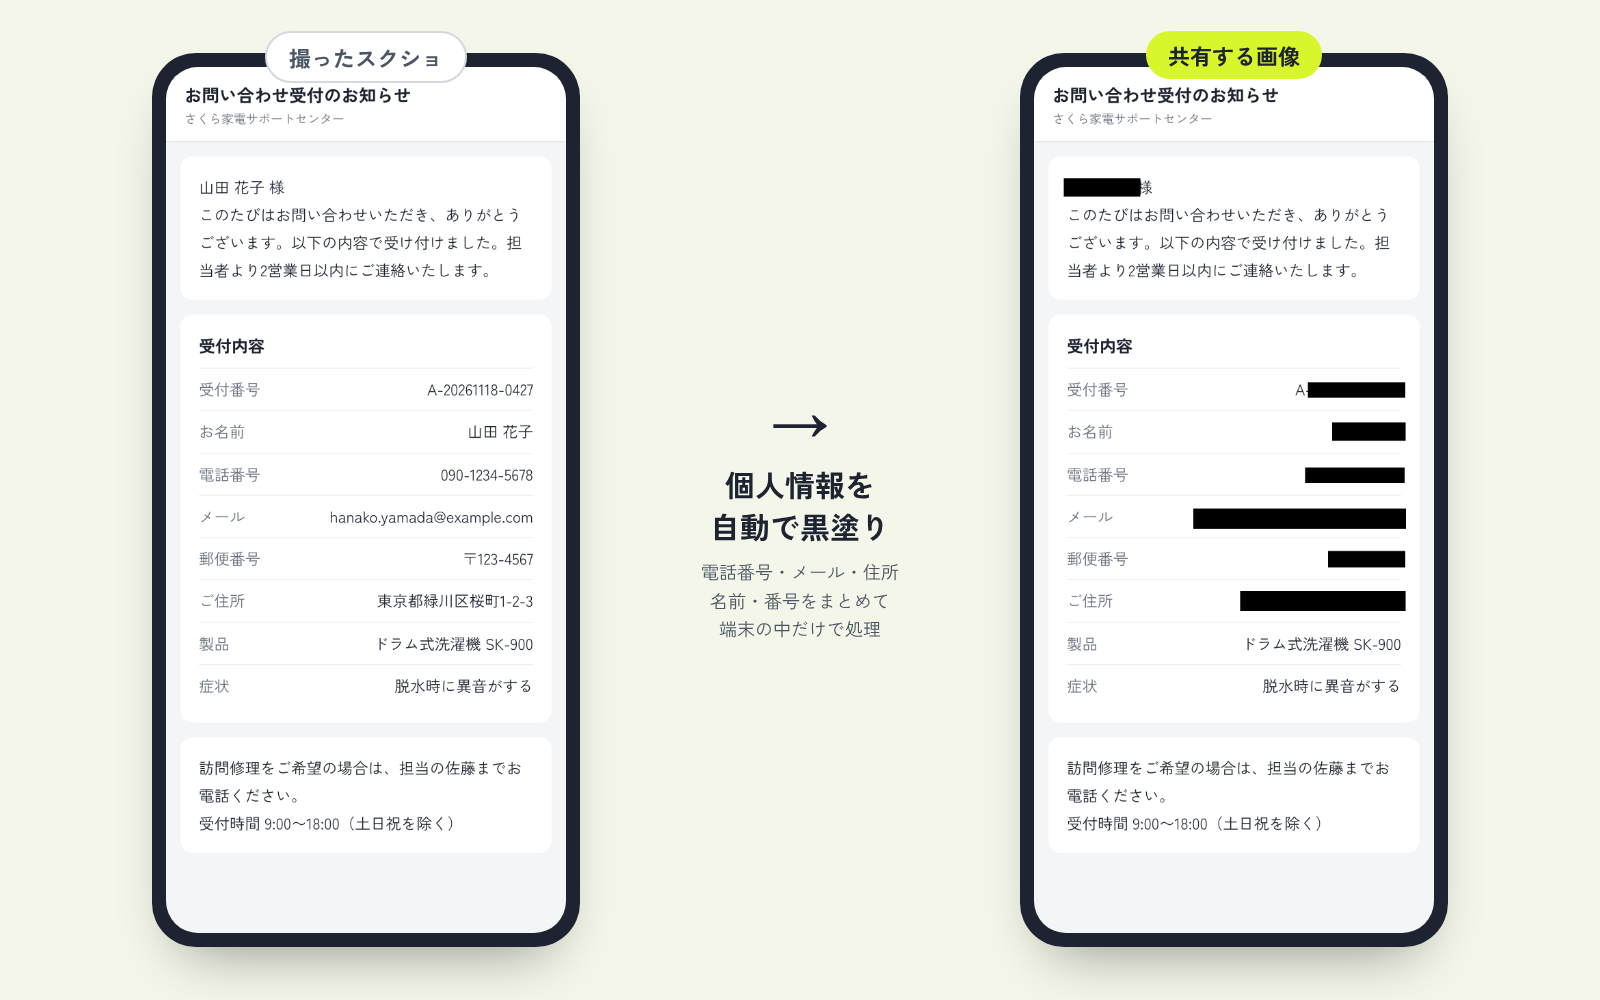 撮ったスクショ
お問い合わせ受付のお知らせ
さくら家電サポートセンター
山田 花子 様
このたびはお問い合わせいただき、ありがとう
ございます。以下の内容で受け付けました。担
当者より2営業日以内にご連絡いたします。
受付内容
受付番号 A-20261118-0427
お名前 山田 花子
電話番号 090-1234-5678
メール hanako.yamada@example.com
郵便番号 〒123-4567
ご住所 東京都緑川区桜町1-2-3
製品 ドラム式洗濯機 SK-900
症状 脱水時に異音がする
訪問修理をご希望の場合は、担当の佐藤までお
電話ください。
受付時間 9:00〜18:00（土日祝を除く）
→
個人情報を
自動で黒塗り
電話番号・メール・住所
名前・番号をまとめて
端末の中だけで処理
共有する画像
お問い合わせ受付のお知らせ
さくら家電サポートセンター
様
このたびはお問い合わせいただき、ありがとう
ございます。以下の内容で受け付けました。担
当者より2営業日以内にご連絡いたします。
受付内容
受付番号 A-
お名前
電話番号
メール
郵便番号
ご住所
製品 ドラム式洗濯機 SK-900
症状 脱水時に異音がする
訪問修理をご希望の場合は、担当の佐藤までお
電話ください。
受付時間 9:00〜18:00（土日祝を除く）